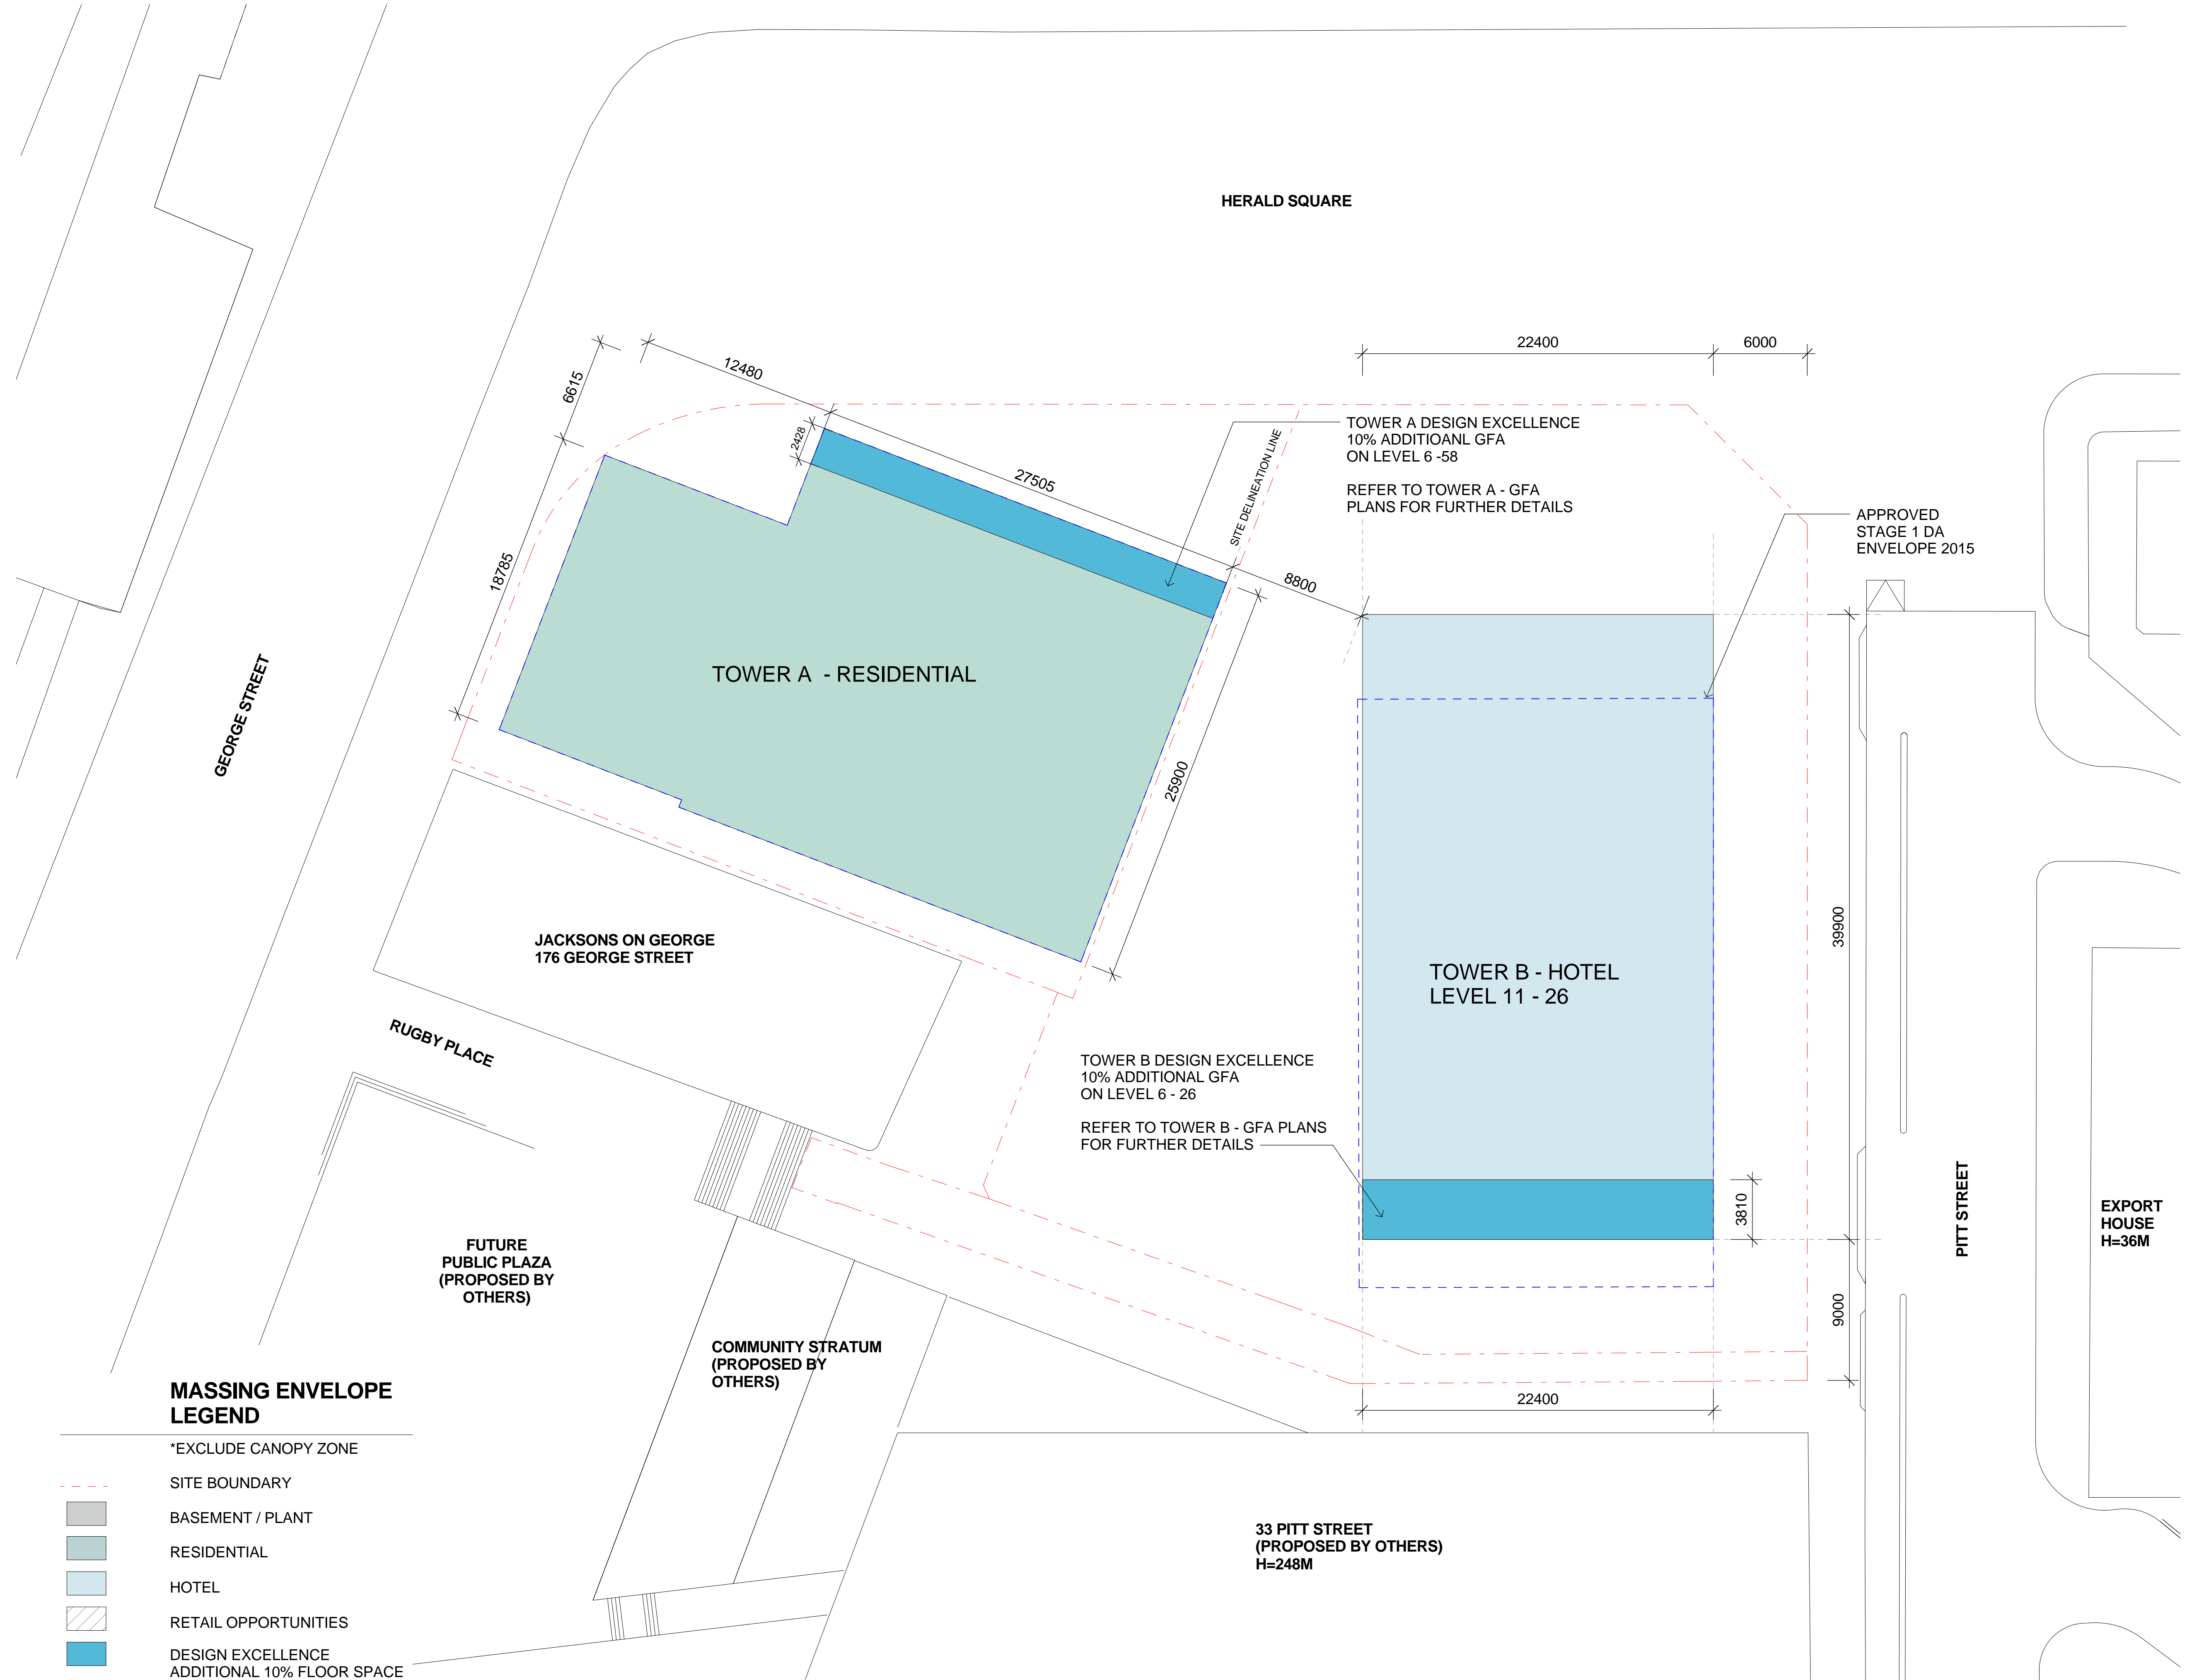 HERALD SQUARE
22400
6000
12480
6615
2428
27505
SITE DELINEATION LINE
TOWER A DESIGN EXCELLENCE
10% ADDITIOANL GFA
ON LEVEL 6 -58
REFER TO TOWER A - GFA
PLANS FOR FURTHER DETAILS
APPROVED
STAGE 1 DA
ENVELOPE 2015
18785
8800
TOWER A - RESIDENTIAL
GEORGE STREET
25900
39900
JACKSONS ON GEORGE
176 GEORGE STREET
TOWER B - HOTEL
LEVEL 11 - 26
RUGBY PLACE
TOWER B DESIGN EXCELLENCE
10% ADDITIONAL GFA
ON LEVEL 6 - 26
REFER TO TOWER B - GFA PLANS
FOR FURTHER DETAILS
3810
PITT STREET
EXPORT
HOUSE
H=36M
FUTURE
PUBLIC PLAZA
(PROPOSED BY
OTHERS)
9000
COMMUNITY STRATUM
(PROPOSED BY
OTHERS)
22400
33 PITT STREET
(PROPOSED BY OTHERS)
H=248M
MASSING ENVELOPE
LEGEND
*EXCLUDE CANOPY ZONE
SITE BOUNDARY
BASEMENT / PLANT
RESIDENTIAL
HOTEL
RETAIL OPPORTUNITIES
DESIGN EXCELLENCE
ADDITIONAL 10% FLOOR SPACE